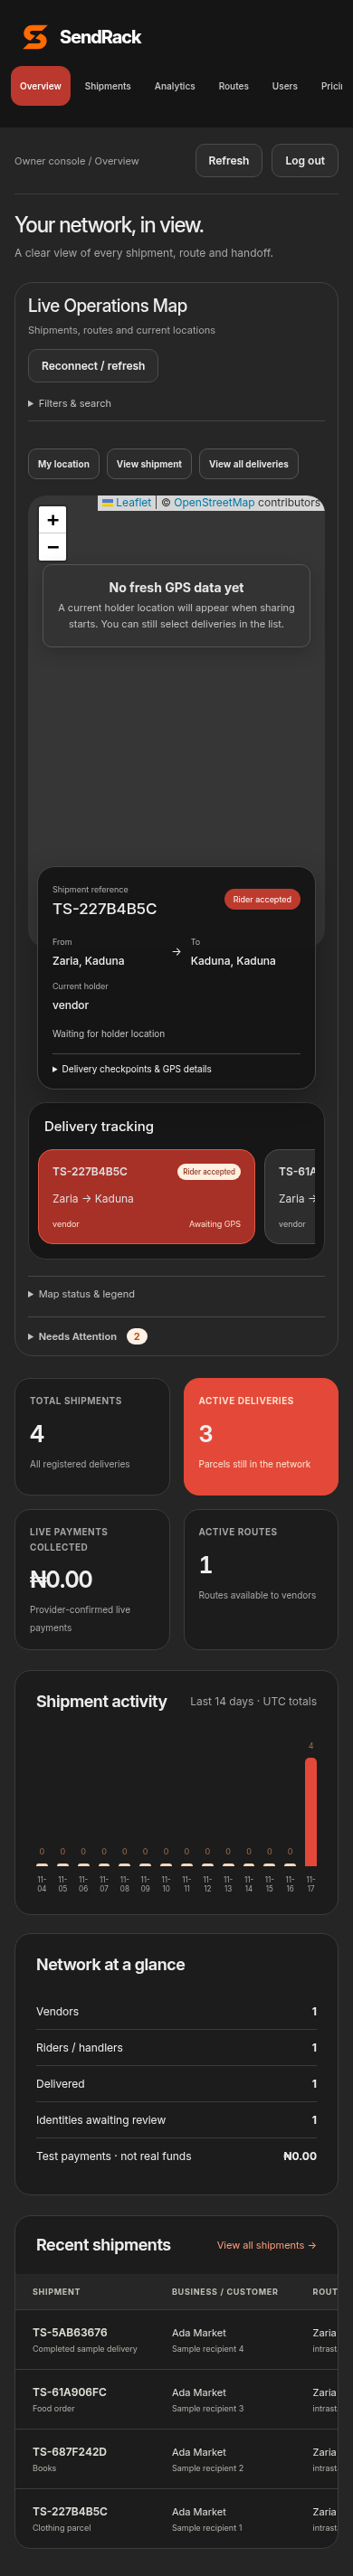 SendRack
Overview Shipments Analytics Routes Users
Owner console / Overview Refresh Log out
Your network, in view.
A clear view of every shipment, route and handoff.
Live Operations Map
Shipments, routes and current locations
Reconnect / refresh
▶ Filters & search
My location View shipment View all deliveries
+ Leaflet | © OpenStreetMap contributors
−
No fresh GPS data yet
A current holder location will appear when sharing
starts. You can still select deliveries in the list.
Shipment reference
TS-227B4B5C Rider accepted
From To
Zaria, Kaduna → Kaduna, Kaduna
Current holder
vendor
Waiting for holder location
▶ Delivery checkpoints & GPS details
Delivery tracking
TS-227B4B5C Rider accepted TS-61A
Zaria → Kaduna Zaria →
vendor Awaiting GPS vendor
▶ Map status & legend
▶ Needs Attention 2
TOTAL SHIPMENTS
4
All registered deliveries
ACTIVE DELIVERIES
3
Parcels still in the network
LIVE PAYMENTS
COLLECTED
₦0.00
Provider-confirmed live
payments
ACTIVE ROUTES
1
Routes available to vendors
Shipment activity Last 14 days · UTC totals
4
0 0 0 0 0 0 0 0 0 0 0 0 0
11- 11- 11- 11- 11- 11- 11- 11- 11- 11- 11- 11- 11- 11-
04 05 06 07 08 09 10 11 12 13 14 15 16 17
Network at a glance
Vendors 1
Riders / handlers 1
Delivered 1
Identities awaiting review 1
Test payments · not real funds ₦0.00
Recent shipments View all shipments →
SHIPMENT BUSINESS / CUSTOMER ROUT
TS-5AB63676 Ada Market Zaria
Completed sample delivery Sample recipient 4 intrast
TS-61A906FC Ada Market Zaria
Food order Sample recipient 3 intrast
TS-687F242D Ada Market Zaria
Books Sample recipient 2 intrast
TS-227B4B5C Ada Market Zaria
Clothing parcel Sample recipient 1 intrast